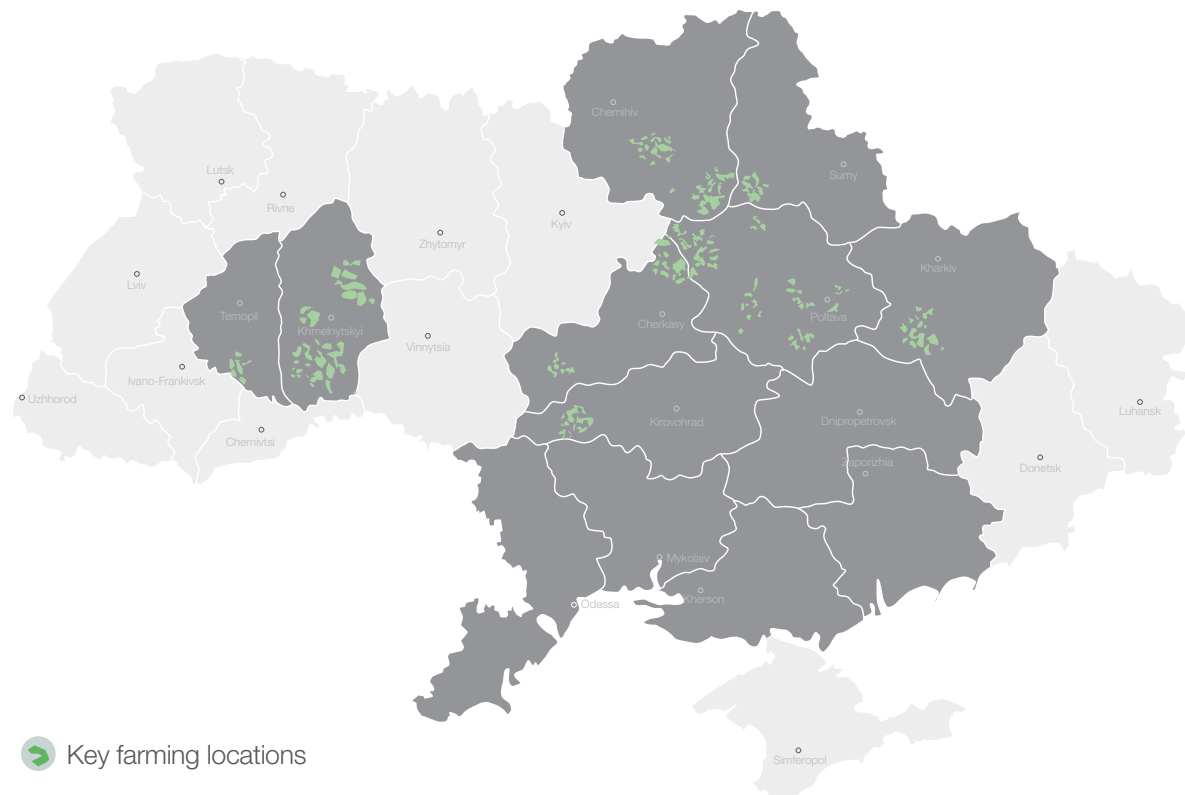 Chernihiv
Sumy
Lutsk
Rivne
Kyiv
Zhytomyr
Kharkiv
Lviv
Ternopil
Khmelnytskyi
Cherkasy
Poltava
Vinnytsia
Ivano-Frankivsk
Uzhhorod
Luhansk
Kirovohrad
Dnipropetrovsk
Chernivtsi
Zaporizhia
Donetsk
Mykolaiv
Kherson
Odessa
Simferopol
Key farming locations